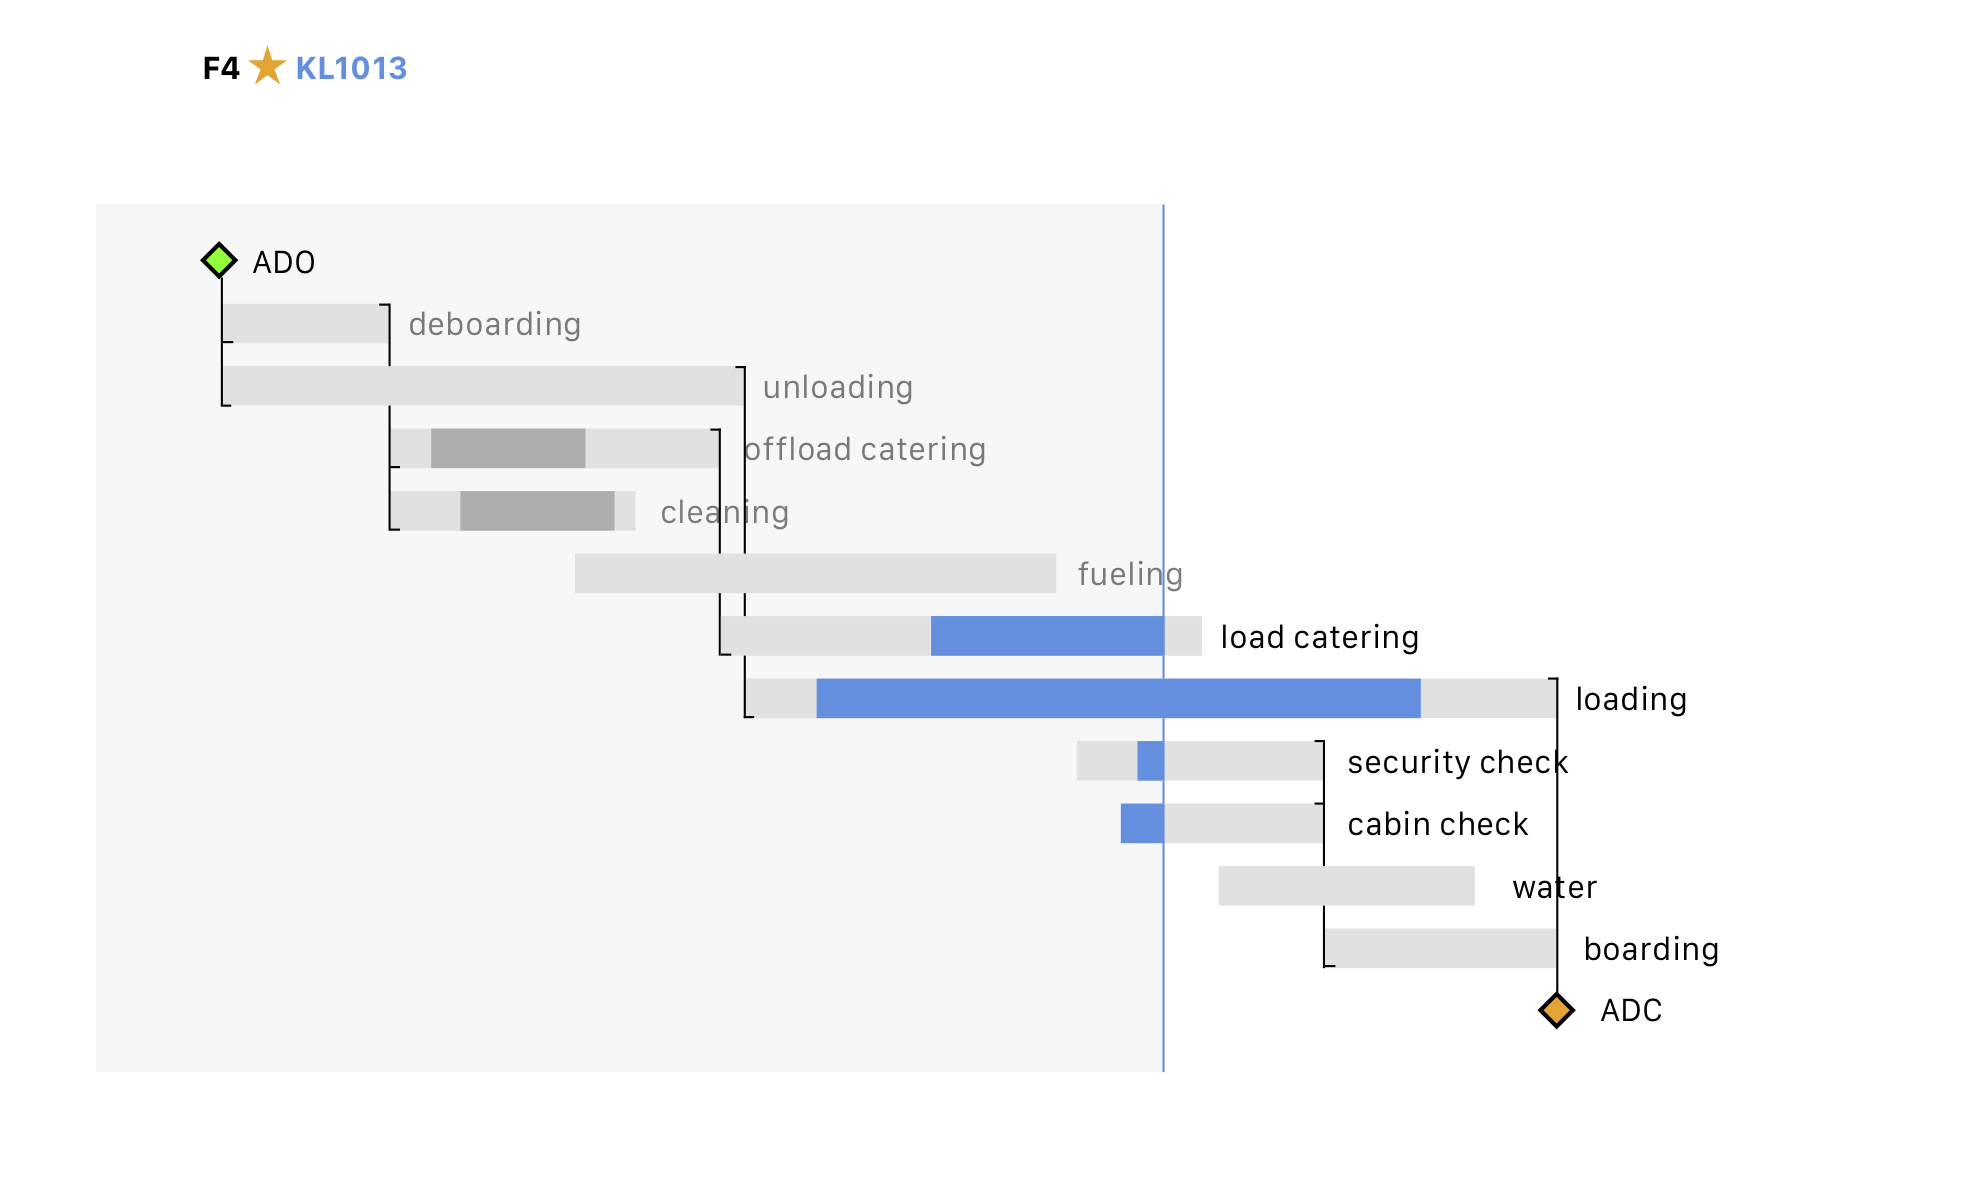 F4 KL1013
ADO
deboarding
unloading
offload catering
cleaning
fueling
load catering
loading
security check
cabin check
water
boarding
ADC